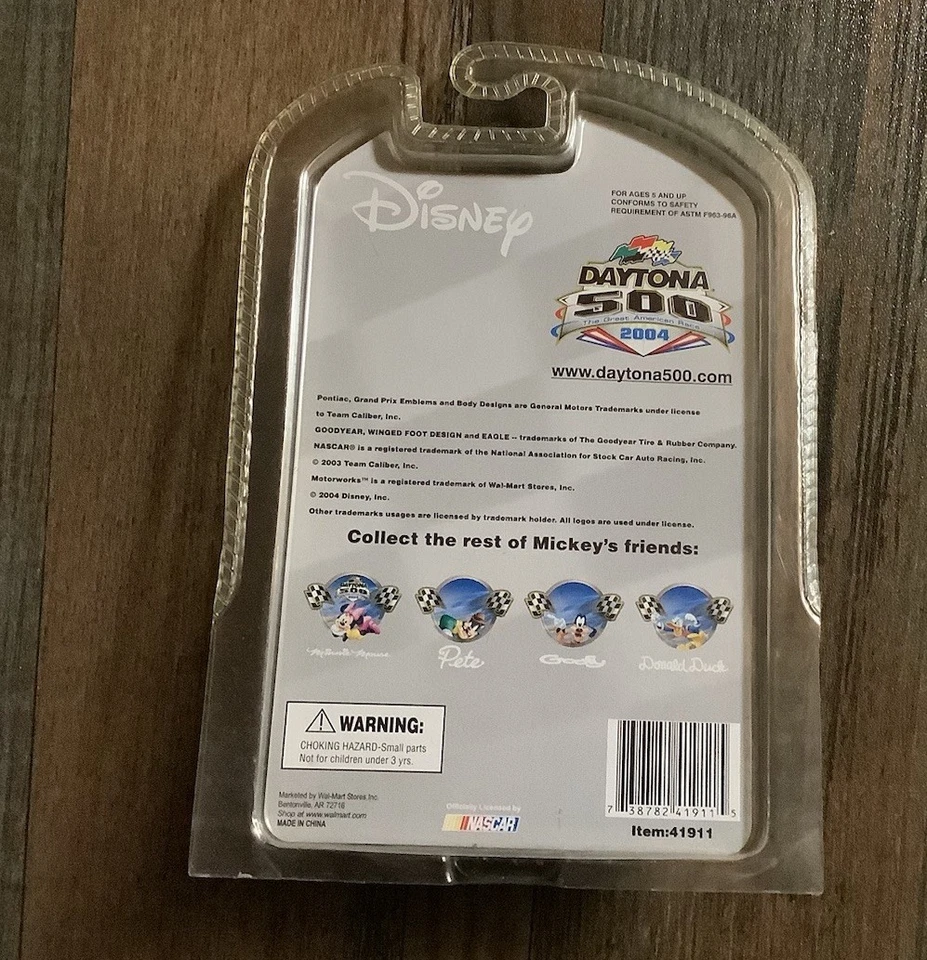 Disney
FOR AGES 5 AND UP
CONFORMS TO SAFETY
REQUIREMENT OF ASTM F963-96A
DAYTONA
500
The Great American Race
2004
www.daytona500.com
Pontiac, Grand Prix Emblems and Body Designs are General Motors Trademarks under license
to Team Caliber, Inc.
GOODYEAR, WINGED FOOT DESIGN and EAGLE -- trademarks of The Goodyear Tire & Rubber Company.
NASCAR® is a registered trademark of the National Association for Stock Car Auto Racing, Inc.
© 2003 Team Caliber, Inc.
Motorworks™ is a registered trademark of Wal-Mart Stores, Inc.
© 2004 Disney, Inc.
Other trademarks usages are licensed by trademark holder. All logos are used under license.
Collect the rest of Mickey's friends:
DAYTONA
500
Minnie Mouse Pete Goofy Donald Duck
WARNING:
CHOKING HAZARD-Small parts
Not for children under 3 yrs.
Marketed by Wal-Mart Stores Inc.
Bentonville, AR 72716
Shop at www.walmart.com
MADE IN CHINA
Officially Licensed by
NASCAR
7 38782 41911 5
Item:41911